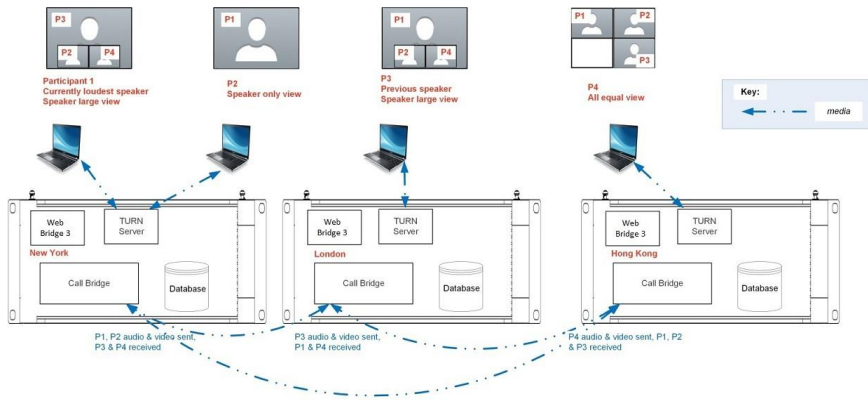 P3
P2
P4
P1
P1
P2
P4
P1
P2
P3
Participant 1
Currently loudest speaker
Speaker large view
P2
Speaker only view
P3
Previous speaker
Speaker large view
P4
All equal view
Key:
media
Web
Bridge 3
TURN
Server
New York
Call Bridge
Database
Web
Bridge 3
TURN
Server
London
Call Bridge
Database
Web
Bridge 3
TURN
Server
Hong Kong
Call Bridge
Database
P1, P2 audio & video sent,
P3 & P4 received
P3 audio & video sent,
P1 & P4 received
P4 audio & video sent, P1, P2
& P3 received